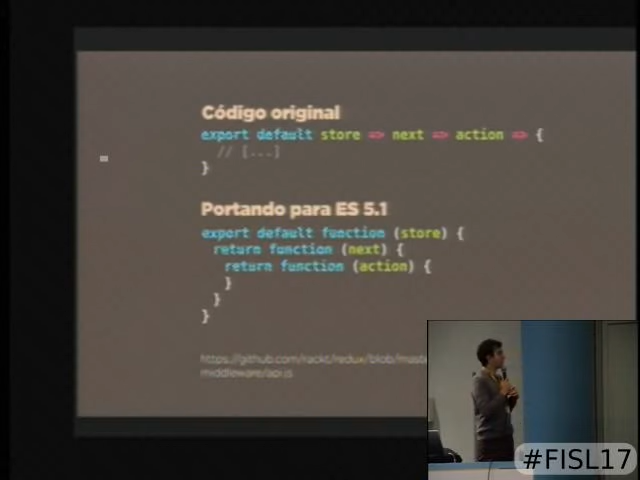 Código original
export default store => next => action => {
// [...]
}
Portando para ES 5.1
export default function (store) {
return function (next) {
return function (action) {
}
}
}
https://github.com/rackt/redux/blob/maste
middleware/api.js
#FISL17